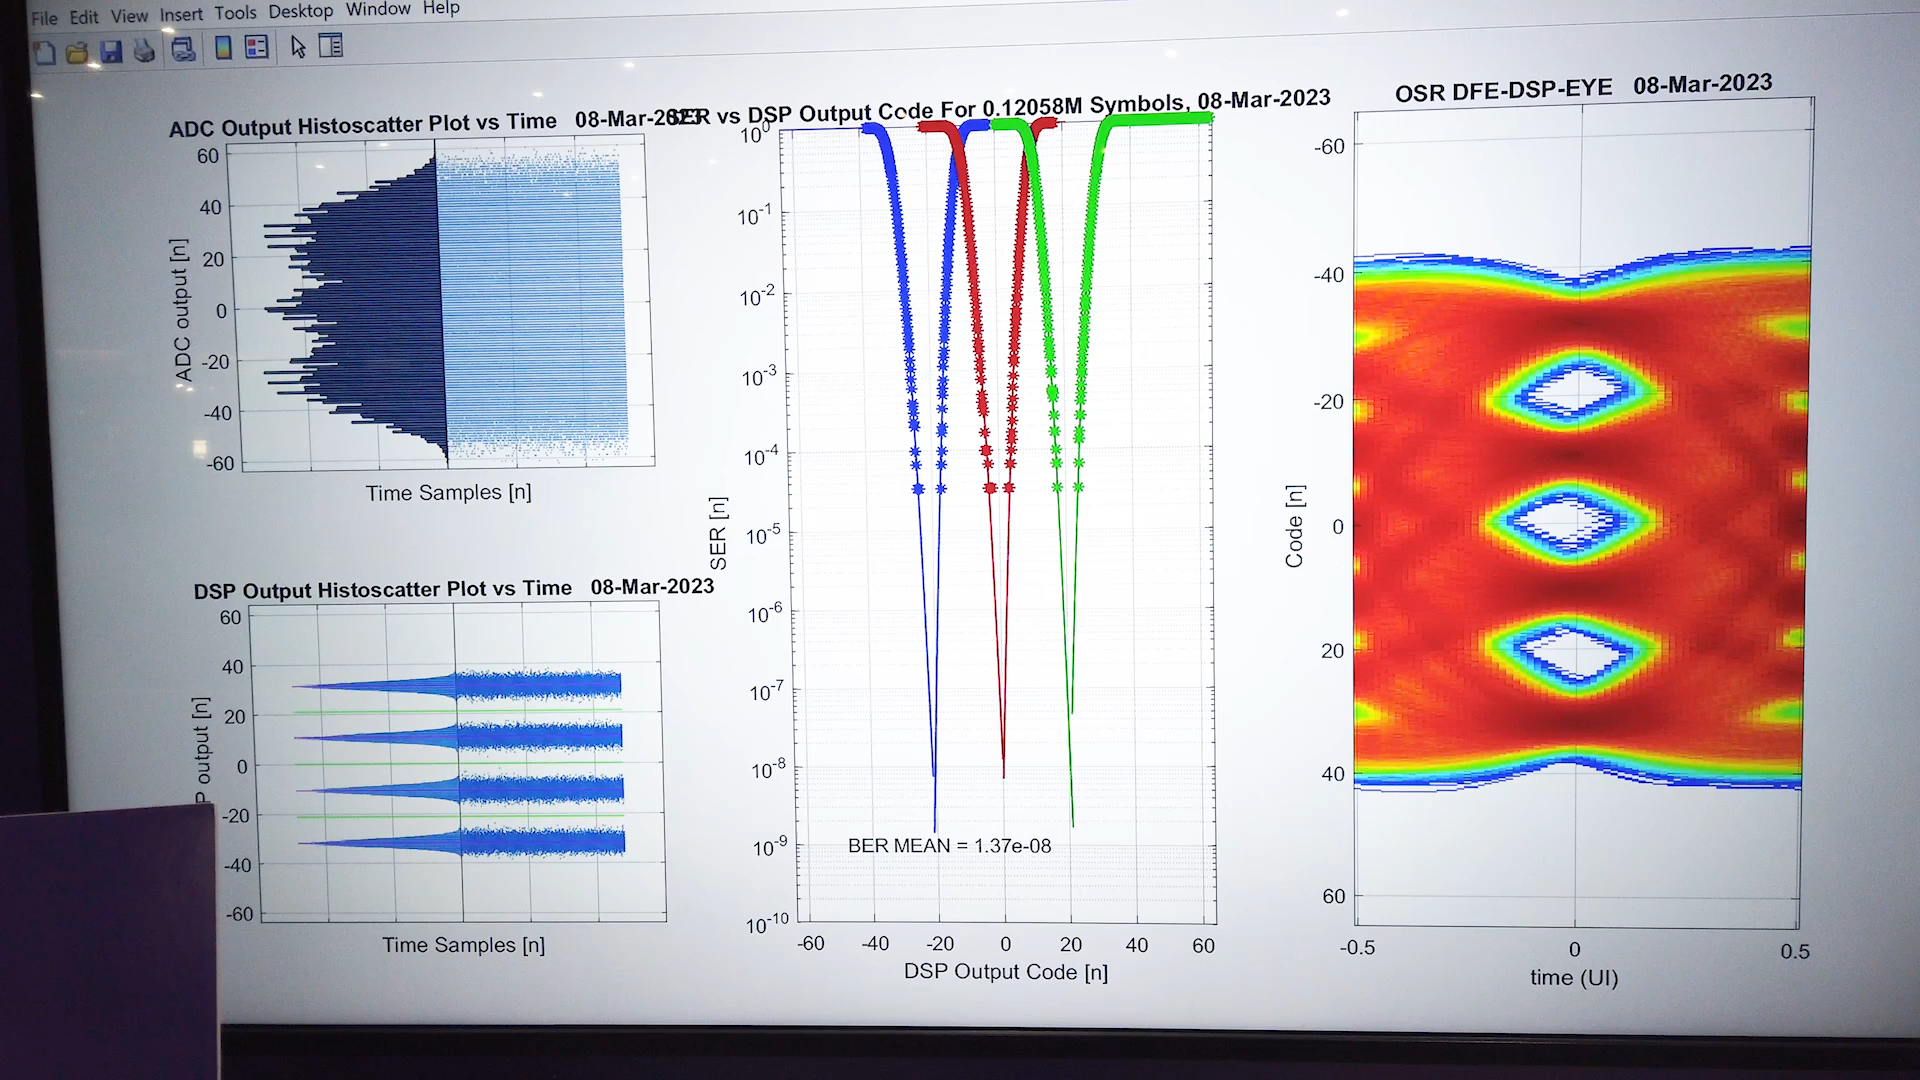 File Edit View Insert Tools Desktop Window Help
ADC Output Histoscatter Plot vs Time 08-Mar-2023
60
40
20
0
-20
-40
-60
ADC output [n]
Time Samples [n]
DSP Output Histoscatter Plot vs Time 08-Mar-2023
60
40
20
0
-20
-40
-60
P output [n]
Time Samples [n]
SER vs DSP Output Code For 0.12058M Symbols, 08-Mar-2023
10^0
10^-1
10^-2
10^-3
10^-4
10^-5
10^-6
10^-7
10^-8
10^-9
10^-10
SER [n]
BER MEAN = 1.37e-08
-60 -40 -20 0 20 40 60
DSP Output Code [n]
OSR DFE-DSP-EYE 08-Mar-2023
-60
-40
-20
0
20
40
60
Code [n]
-0.5 0 0.5
time (UI)